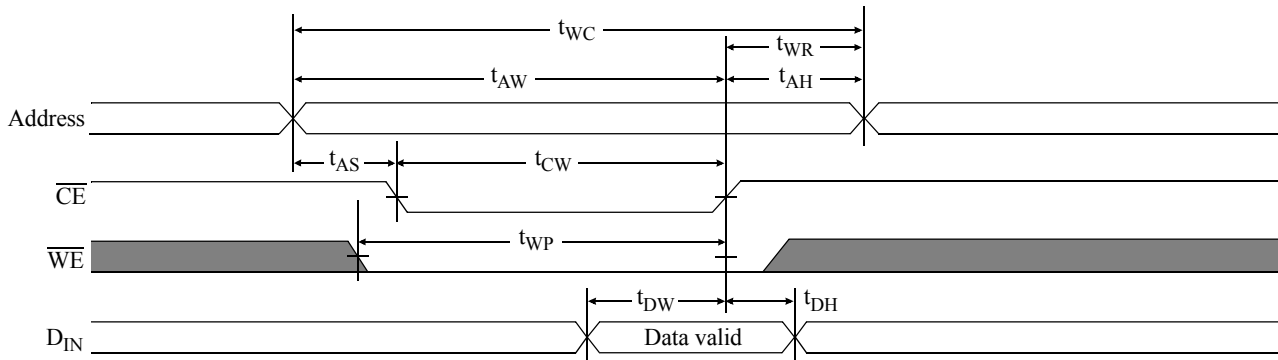 tWC
tWR
tAW
tAH
Address
tAS
tCW
CE
tWP
WE
tDW
tDH
DIN
Data valid